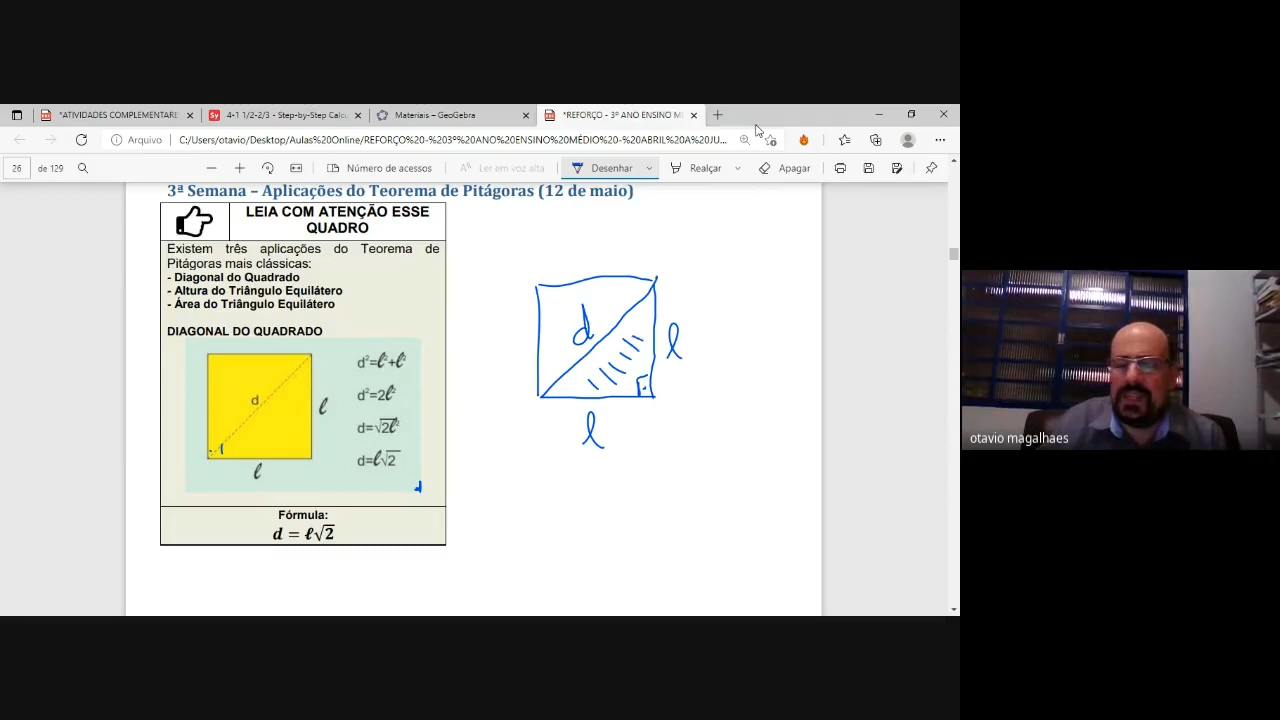 *ATIVIDADES COMPLEMENTARE
4-1 1/2-2/3 - Step-by-Step Calcu
Materiais – GeoGebra
*REFORÇO - 3º ANO ENSINO MÉ
Arquivo
C:/Users/otavio/Desktop/Aulas%20Online/REFORÇO%20-%203º%20ANO%20ENSINO%20MÉDIO%20-%20ABRIL%20A%20JU...
26 de 129
Número de acessos
Ler em voz alta
Desenhar
Realçar
Apagar
3ª Semana – Aplicações do Teorema de Pitágoras (12 de maio)
LEIA COM ATENÇÃO ESSE
QUADRO
Existem três aplicações do Teorema de
Pitágoras mais clássicas:
- Diagonal do Quadrado
- Altura do Triângulo Equilátero
- Área do Triângulo Equilátero
DIAGONAL DO QUADRADO
d²=ℓ²+ℓ²
d²=2ℓ²
d=√2ℓ²
d=ℓ√2
d
ℓ
ℓ
Fórmula:
d = ℓ√2
d
ℓ
ℓ
otavio magalhaes